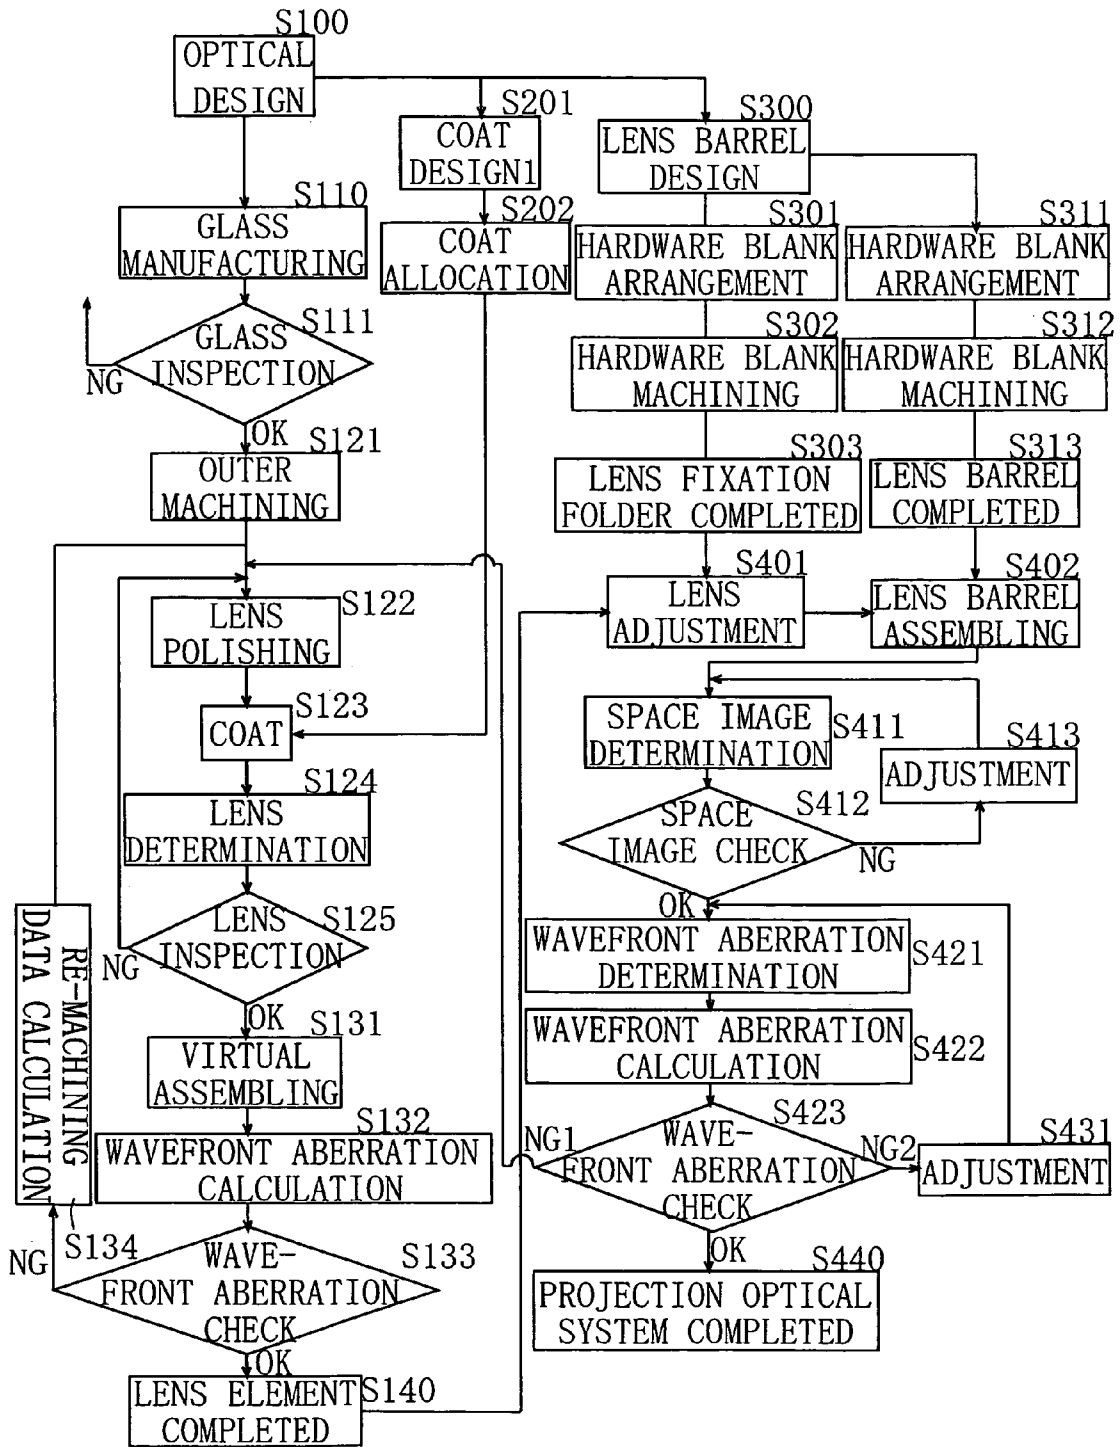 S100
OPTICAL
DESIGN
S201
COAT
DESIGN1
S202
COAT
ALLOCATION
S300
LENS BARREL
DESIGN
S301
HARDWARE BLANK
ARRANGEMENT
S311
HARDWARE BLANK
ARRANGEMENT
S302
HARDWARE BLANK
MACHINING
S312
HARDWARE BLANK
MACHINING
S303
LENS FIXATION
FOLDER COMPLETED
S313
LENS BARREL
COMPLETED
S110
GLASS
MANUFACTURING
S111
GLASS
INSPECTION
NG
OK
S121
OUTER
MACHINING
S122
LENS
POLISHING
S123
COAT
S124
LENS
DETERMINATION
S125
LENS
INSPECTION
NG
OK
S131
VIRTUAL
ASSEMBLING
S132
WAVEFRONT ABERRATION
CALCULATION
RE-MACHINING
DATA CALCULATION
S134
NG
S133
WAVE-
FRONT ABERRATION
CHECK
OK
S140
LENS ELEMENT
COMPLETED
S401
LENS
ADJUSTMENT
S402
LENS BARREL
ASSEMBLING
S411
SPACE IMAGE
DETERMINATION
S413
ADJUSTMENT
S412
SPACE
IMAGE CHECK
NG
OK
WAVEFRONT ABERRATION
DETERMINATION
S421
WAVEFRONT ABERRATION
CALCULATION
S422
S423
NG1
WAVE-
FRONT ABERRATION
CHECK
NG2
S431
ADJUSTMENT
OK
S440
PROJECTION OPTICAL
SYSTEM COMPLETED